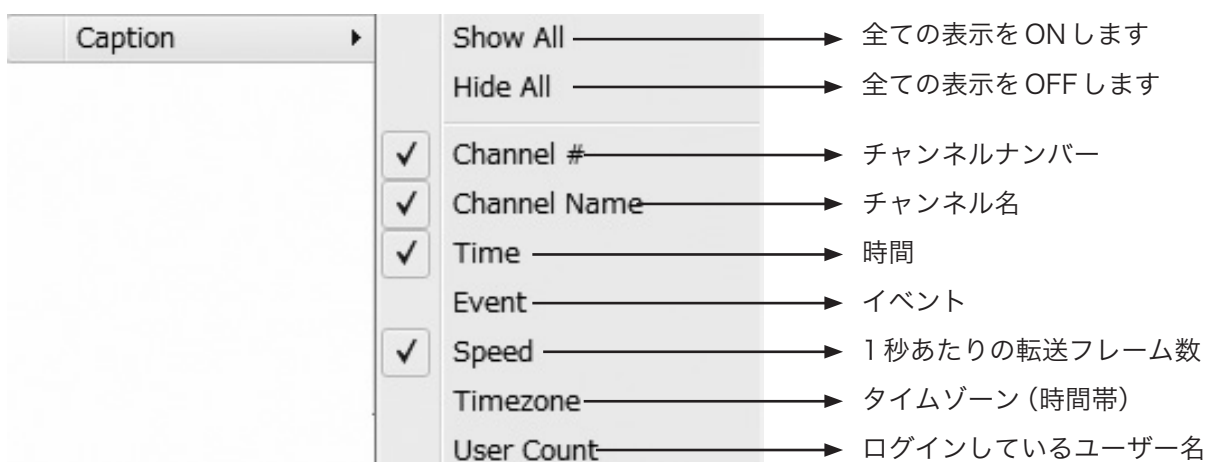 Caption
Show All 全ての表示をONします
Hide All 全ての表示をOFFします
Channel # チャンネルナンバー
Channel Name チャンネル名
Time 時間
Event イベント
Speed 1秒あたりの転送フレーム数
Timezone タイムゾーン（時間帯）
User Count ログインしているユーザー名